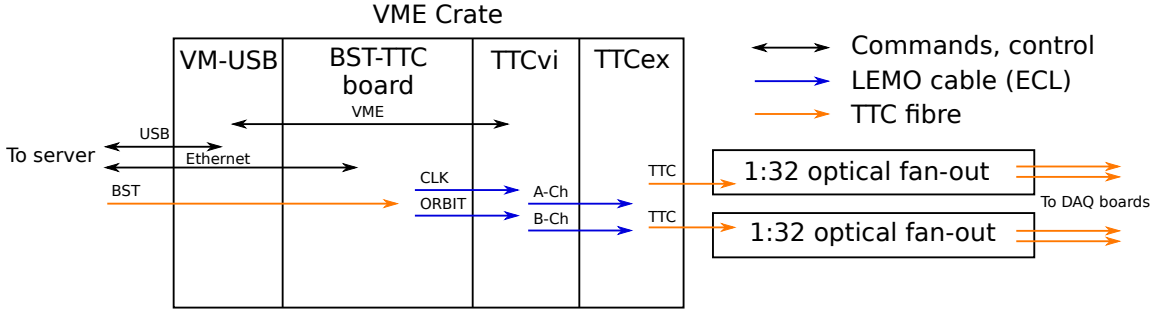 VME Crate
VM-USB
BST-TTC
board
TTCvi
TTCex
Commands, control
LEMO cable (ECL)
TTC fibre
VME
USB
To server
Ethernet
BST
CLK
ORBIT
A-Ch
B-Ch
TTC
TTC
1:32 optical fan-out
To DAQ boards
1:32 optical fan-out